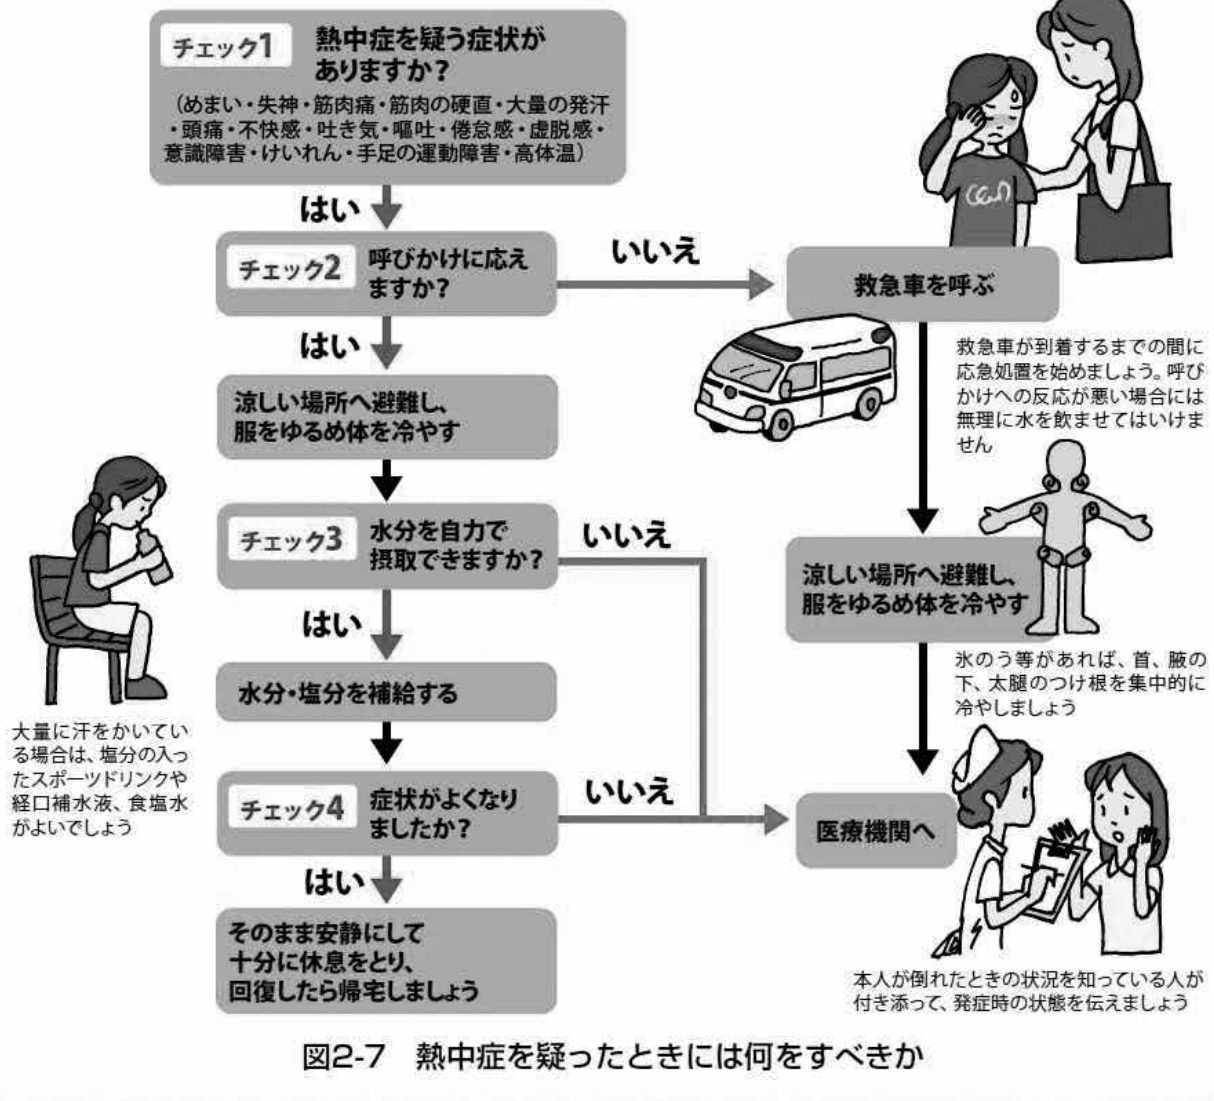 チェック1
熱中症を疑う症状が
ありますか?
(めまい・失神・筋肉痛・筋肉の硬直・大量の発汗
・頭痛・不快感・吐き気・嘔吐・倦怠感・虚脱感・
意識障害・けいれん・手足の運動障害・高体温)
はい
チェック2
呼びかけに応え
ますか?
いいえ
救急車を呼ぶ
救急車が到着するまでの間に
応急処置を始めましょう。呼び
かけへの反応が悪い場合には
無理に水を飲ませてはいけま
せん
はい
涼しい場所へ避難し、
服をゆるめ体を冷やす
チェック3
水分を自力で
摂取できますか?
いいえ
涼しい場所へ避難し、
服をゆるめ体を冷やす
氷のう等があれば、首、腋の
下、太腿のつけ根を集中的に
冷やしましょう
はい
水分・塩分を補給する
大量に汗をかいてい
る場合は、塩分の入っ
たスポーツドリンクや
経口補水液、食塩水
がよいでしょう
チェック4
症状がよくなり
ましたか?
いいえ
医療機関へ
本人が倒れたときの状況を知っている人が
付き添って、発症時の状態を伝えましょう
はい
そのまま安静にして
十分に休息をとり、
回復したら帰宅しましょう
図2-7 熱中症を疑ったときには何をすべきか